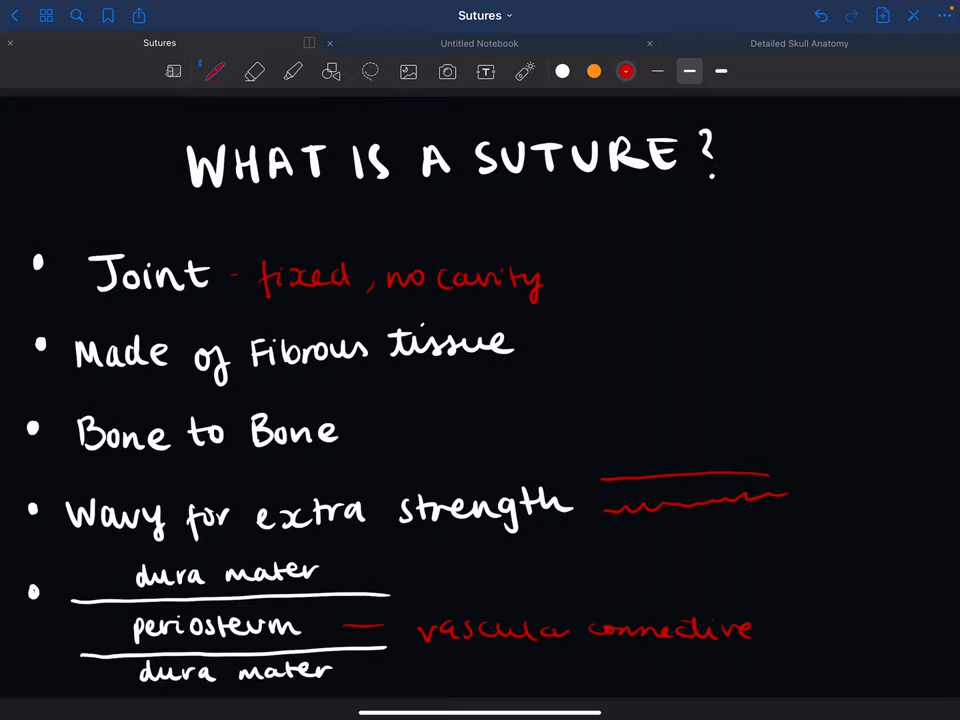 Sutures
Sutures
Untitled Notebook
Detailed Skull Anatomy
WHAT IS A SUTURE?
• Joint - fixed, no cavity
• Made of Fibrous tissue
• Bone to Bone
• Wavy for extra strength
• dura mater
periosteum — vascular connective
dura mater